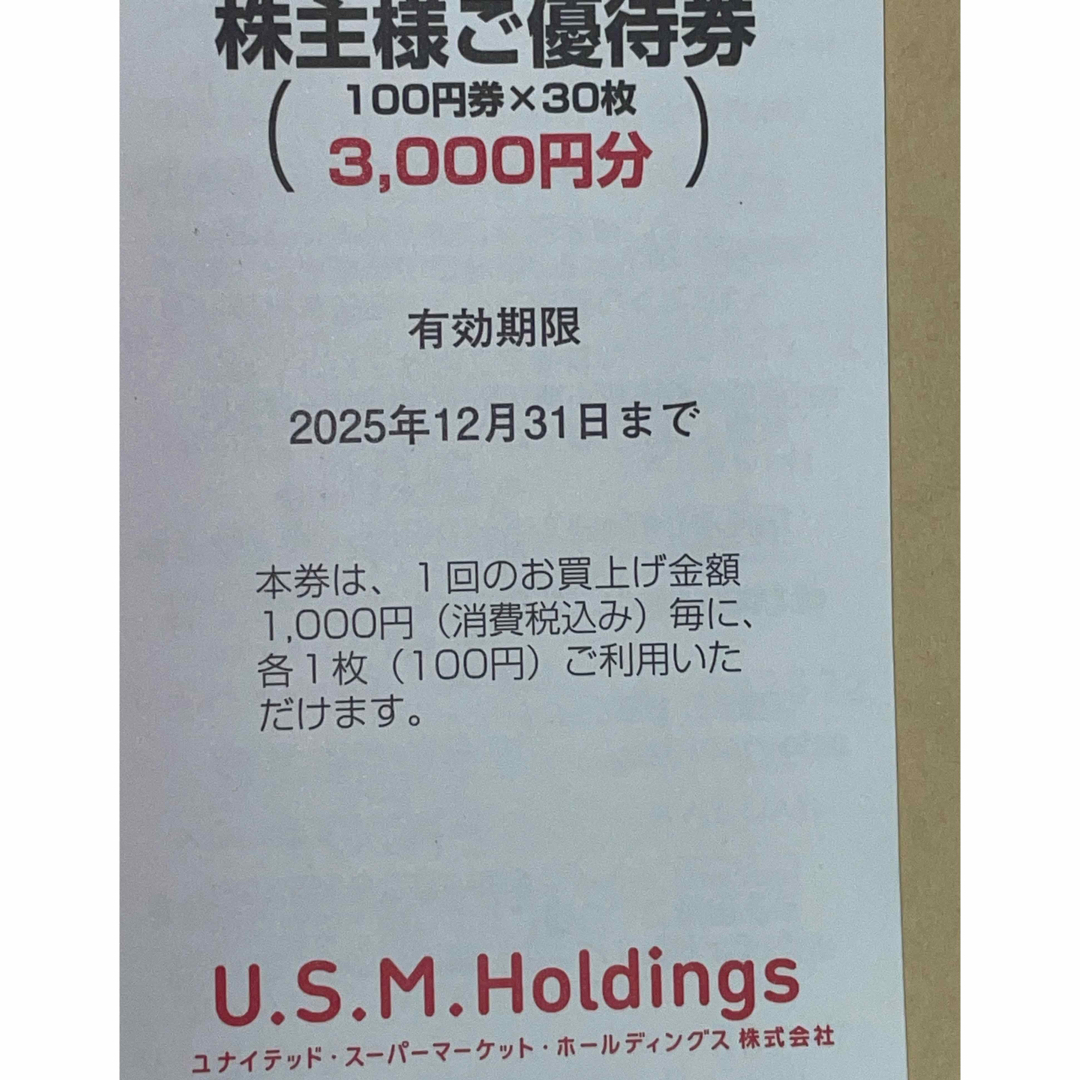 株主様ご優待券
(100円券×30枚
3,000円分)
有効期限
2025年12月31日まで
本券は、1回のお買上げ金額
1,000円（消費税込み）毎に、
各1枚（100円）ご利用いた
だけます。
U.S.M.Holdings
ユナイテッド・スーパーマーケット・ホールディングス 株式会社